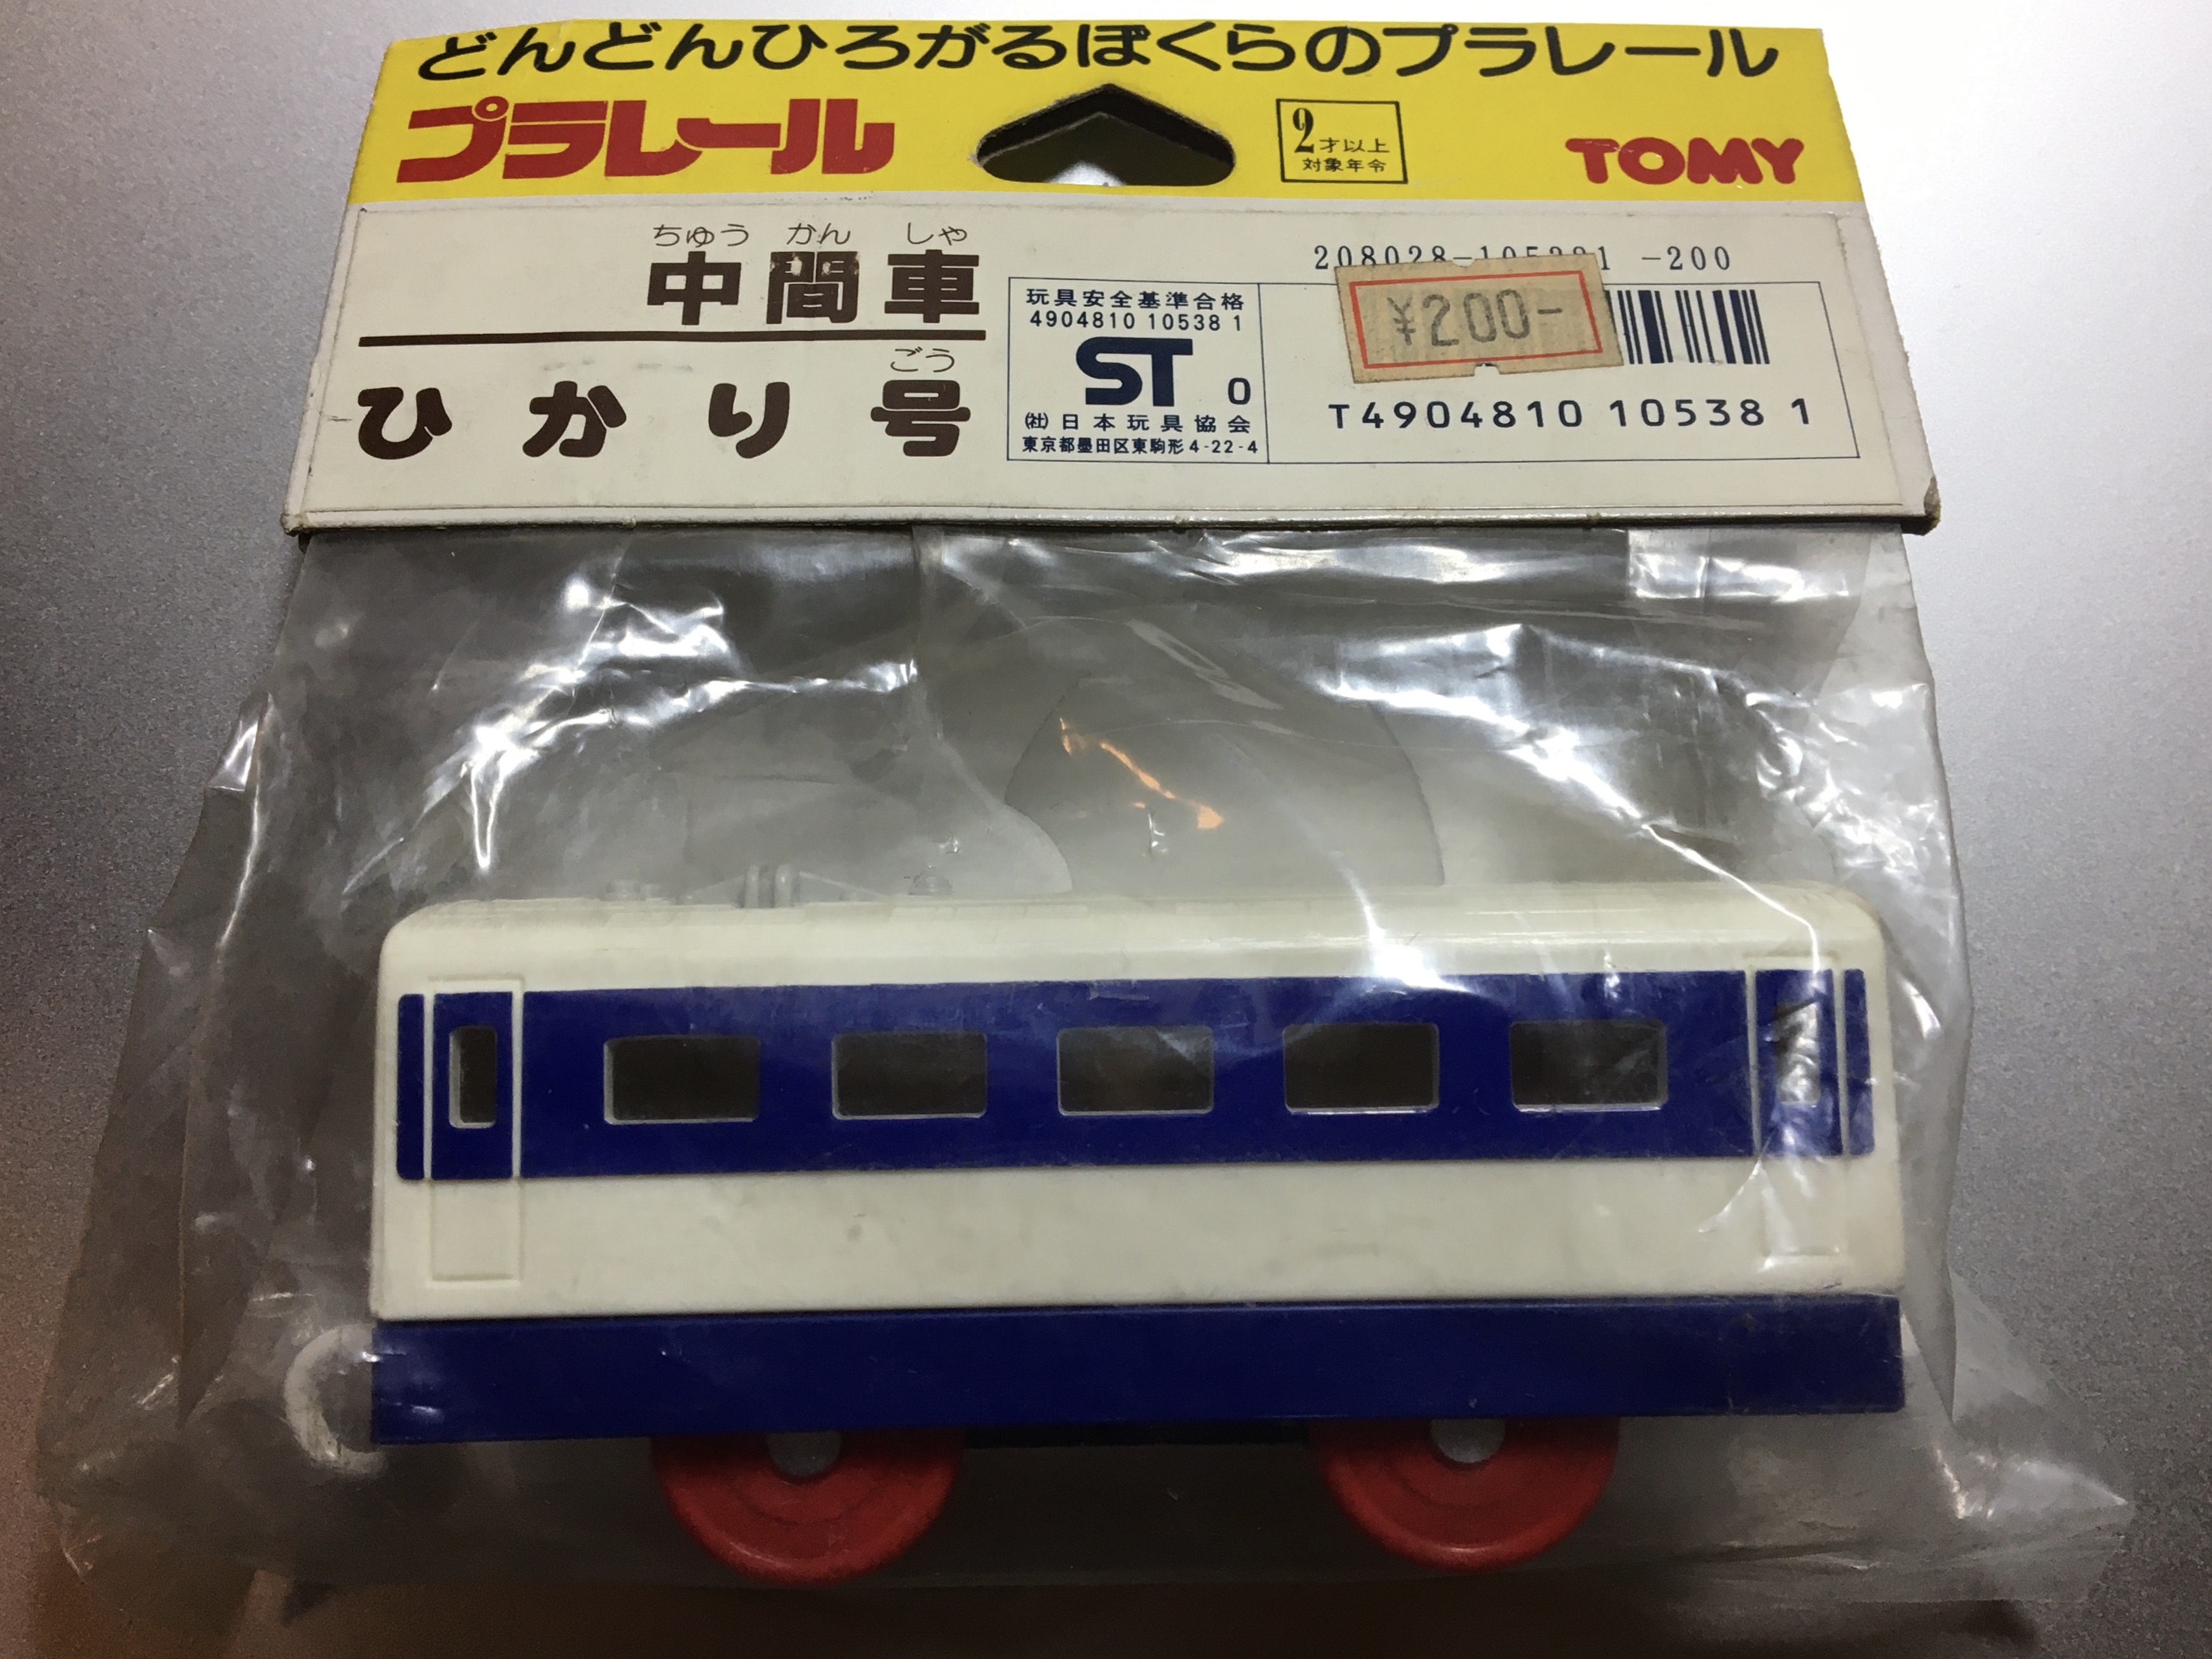 どんどんひろがるぼくらのプラレール
プラレール
2才以上
対象年令
TOMY
ちゅう かん しゃ
中間車
ごう
ひかり号
玩具安全基準合格
4904810 10538 1
ST 0
㈳日本玩具協会
東京都墨田区東駒形4-22-4
-200
¥200-
T4904810 10538 1